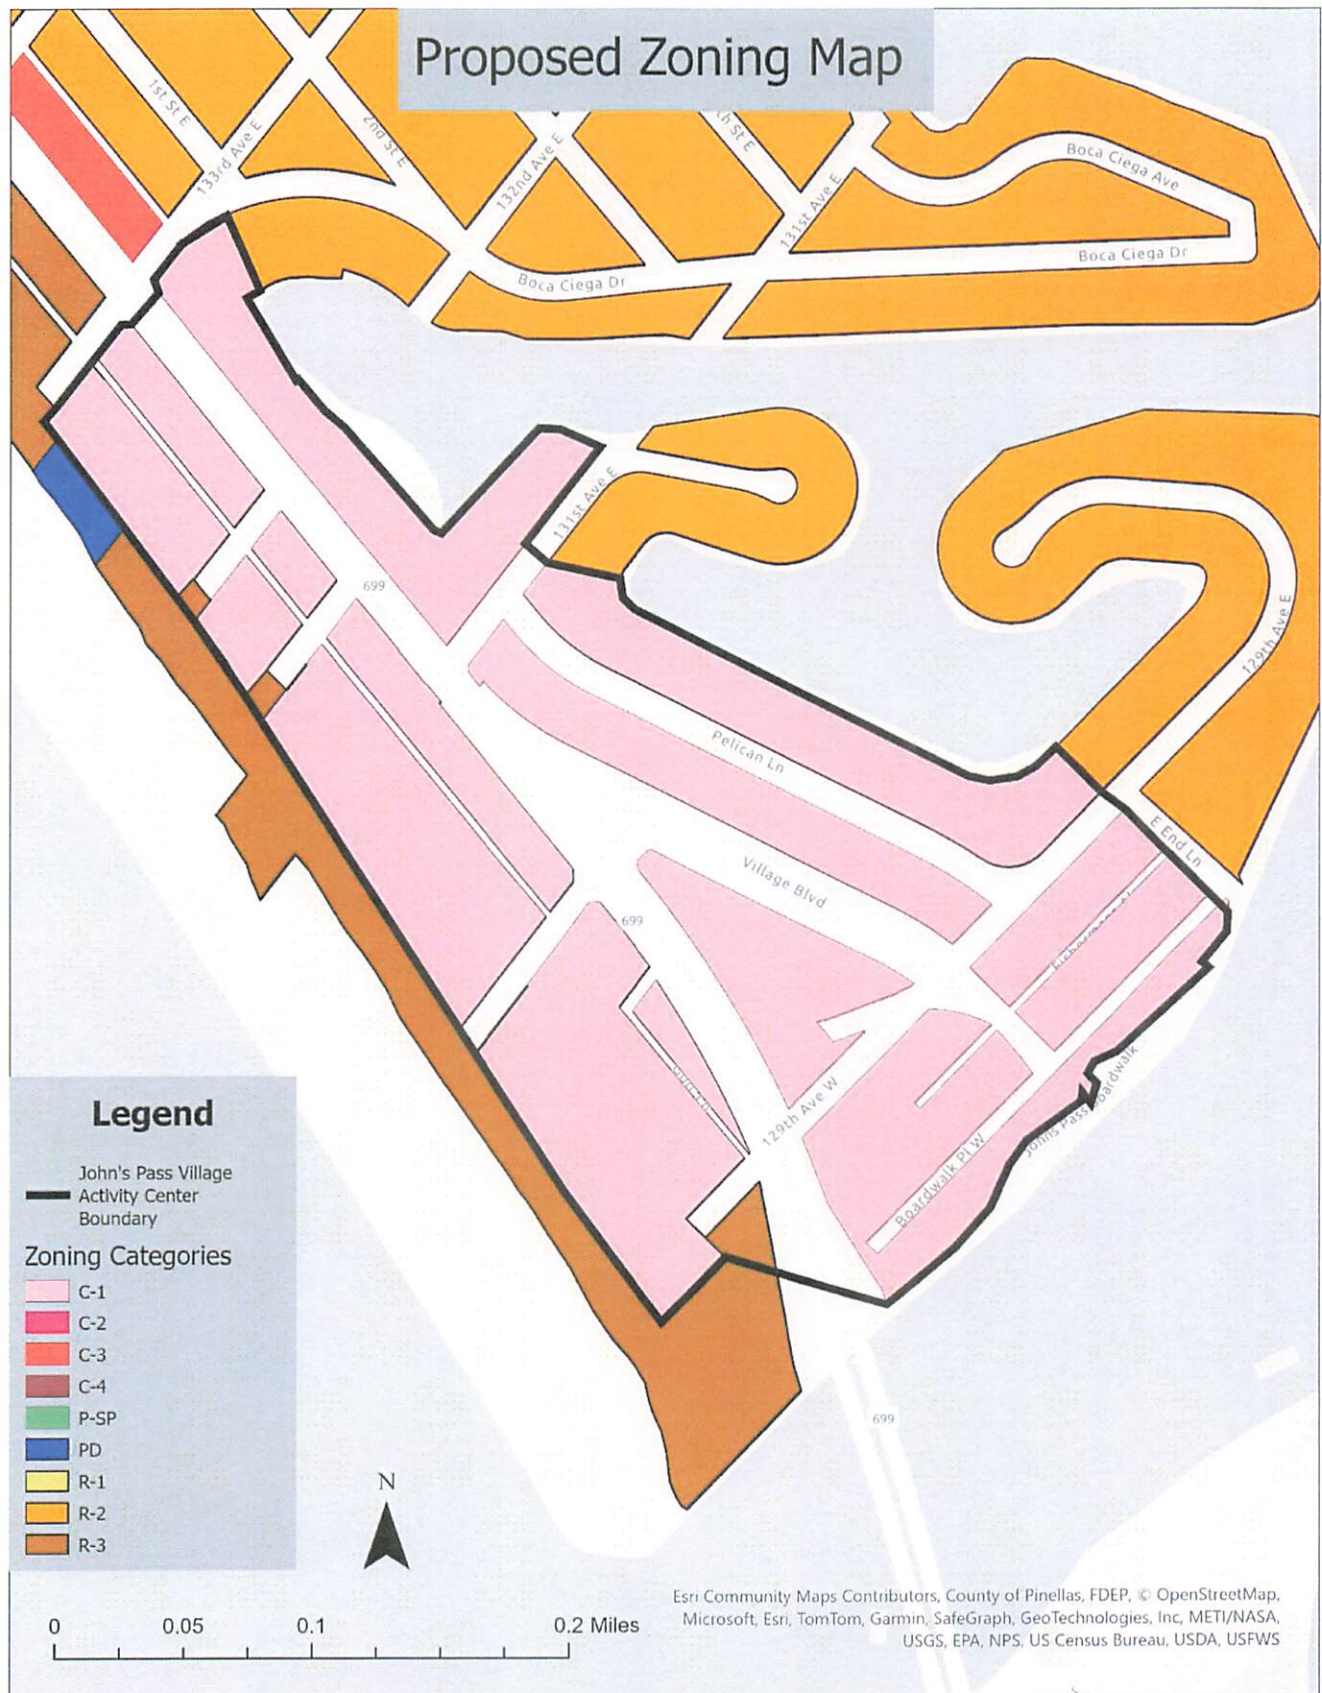 Proposed Zoning Map
1st St E
133rd Ave E
2nd St E
132nd Ave E
St E
131st Ave E
Boca Ciega Ave
Boca Ciega Dr
Boca Ciega Dr
131st Ave E
699
129th Ave E
Pelican Ln
E End Ln
Village Blvd
699
129th Ave W
Boardwalk Pl W
Johns Pass Boardwalk
699
Legend
John's Pass Village
Activity Center
Boundary
Zoning Categories
C-1
C-2
C-3
C-4
P-SP
PD
R-1
R-2
R-3
N
0 0.05 0.1 0.2 Miles
Esri Community Maps Contributors, County of Pinellas, FDEP, © OpenStreetMap,
Microsoft, Esri, TomTom, Garmin, SafeGraph, GeoTechnologies, Inc, METI/NASA,
USGS, EPA, NPS, US Census Bureau, USDA, USFWS